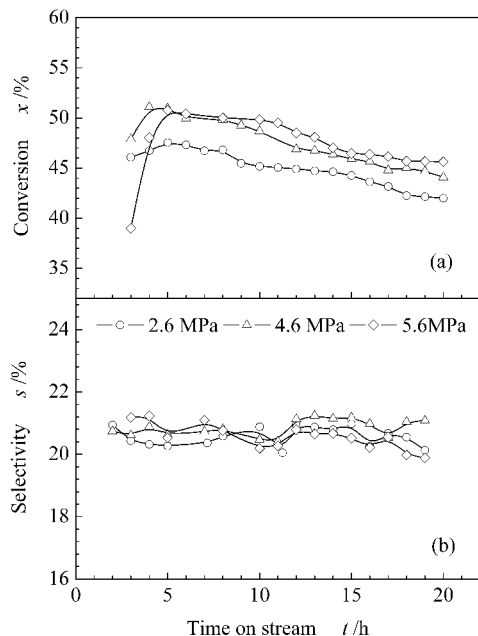 60
55
50
45
40
35
Conversion x /%
(a)
24
22
20
18
16
Selectivity s /%
2.6 MPa 4.6 MPa 5.6MPa
(b)
0 5 10 15 20
Time on stream t /h